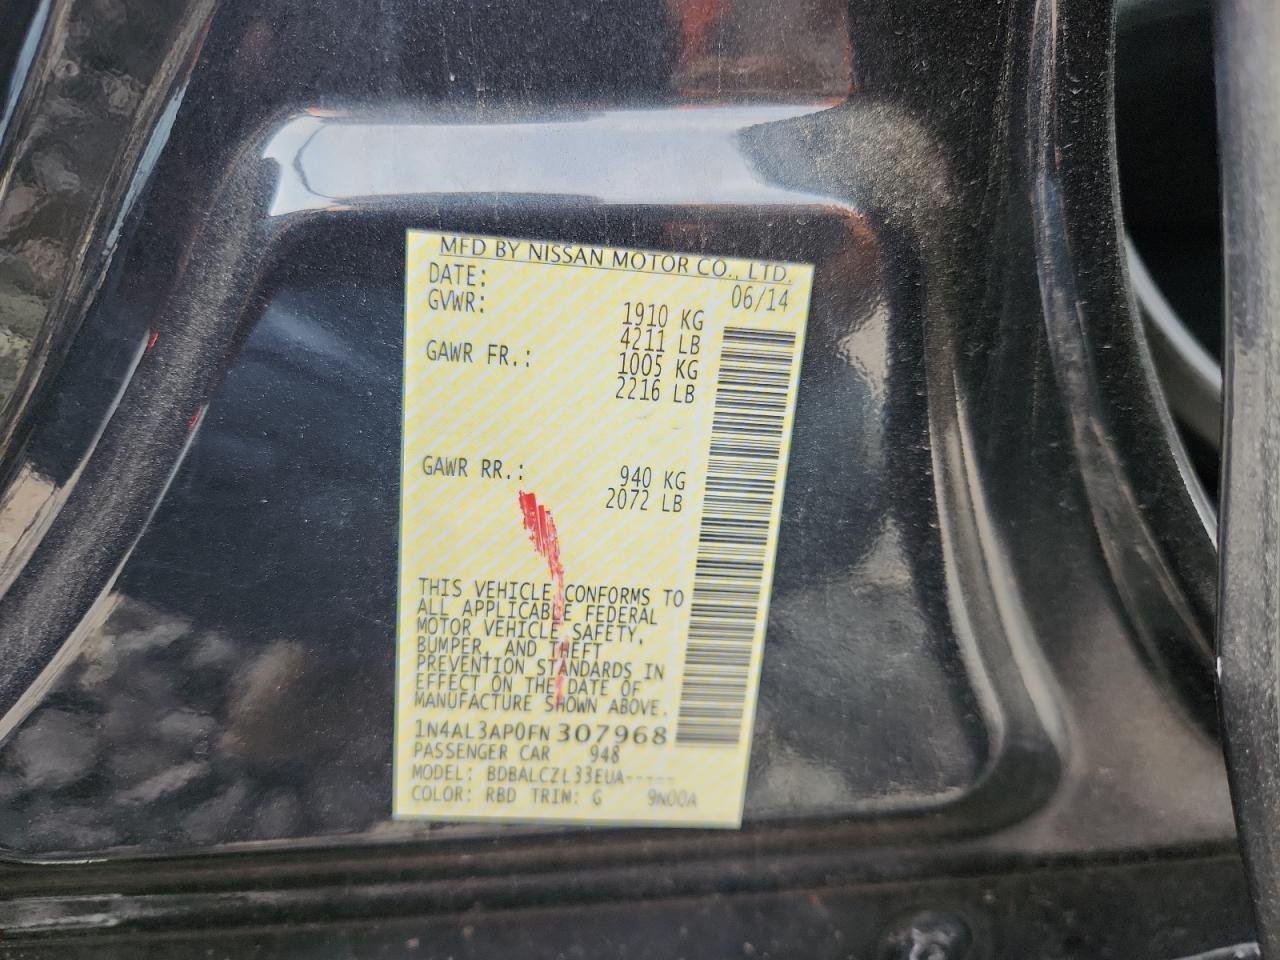 MFD BY NISSAN MOTOR CO., LTD.
DATE: 06/14
GVWR: 1910 KG
4211 LB
GAWR FR.: 1005 KG
2216 LB
GAWR RR.: 940 KG
2072 LB
THIS VEHICLE CONFORMS TO
ALL APPLICABLE FEDERAL
MOTOR VEHICLE SAFETY,
BUMPER, AND THEFT
PREVENTION STANDARDS IN
EFFECT ON THE DATE OF
MANUFACTURE SHOWN ABOVE.
1N4AL3AP0FN307968
PASSENGER CAR 948
MODEL: BDBALCZL33EUA-----
COLOR: RBD TRIM: G 9N00A